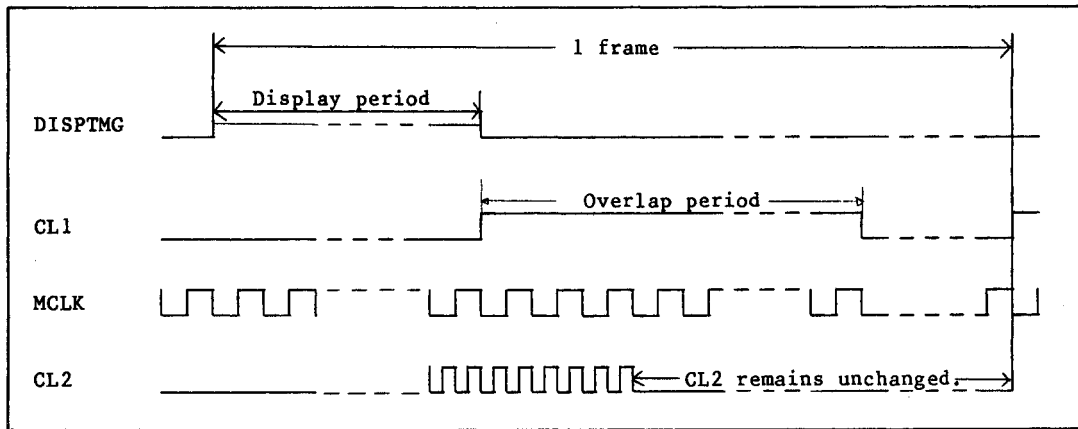 1 frame
Display period
DISPTMG
Overlap period
CL1
MCLK
CL2
CL2 remains unchanged.